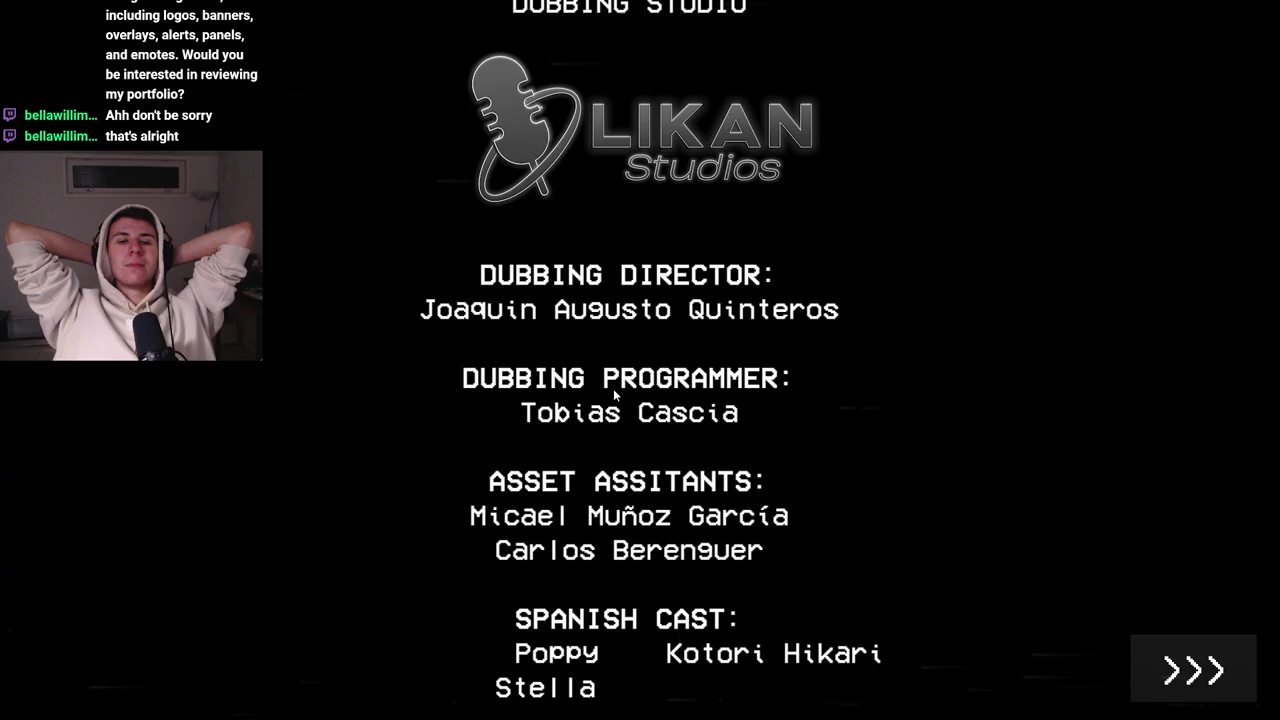 including logos, banners,
overlays, alerts, panels,
and emotes. Would you
be interested in reviewing
my portfolio?
bellawillim... Ahh don't be sorry
bellawillim... that's alright
DUBBING STUDIO
LIKAN
Studios
DUBBING DIRECTOR:
Joaquin Augusto Quinteros
DUBBING PROGRAMMER:
Tobias Cascia
ASSET ASSITANTS:
Micael Muñoz García
Carlos Berenguer
SPANISH CAST:
Poppy Kotori Hikari
Stella
>>>